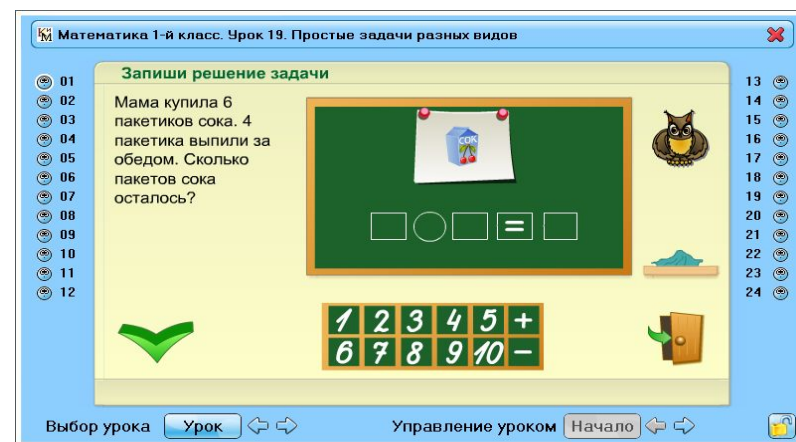 КиМ Математика 1-й класс. Урок 19. Простые задачи разных видов
Запиши решение задачи
Мама купила 6
пакетиков сока. 4
пакетика выпили за
обедом. Сколько
пакетов сока
осталось?
01
02
03
04
05
06
07
08
09
10
11
12
СОК
=
1 2 3 4 5 +
6 7 8 9 10 −
13
14
15
16
17
18
19
20
21
22
23
24
Выбор урока Урок Управление уроком Начало